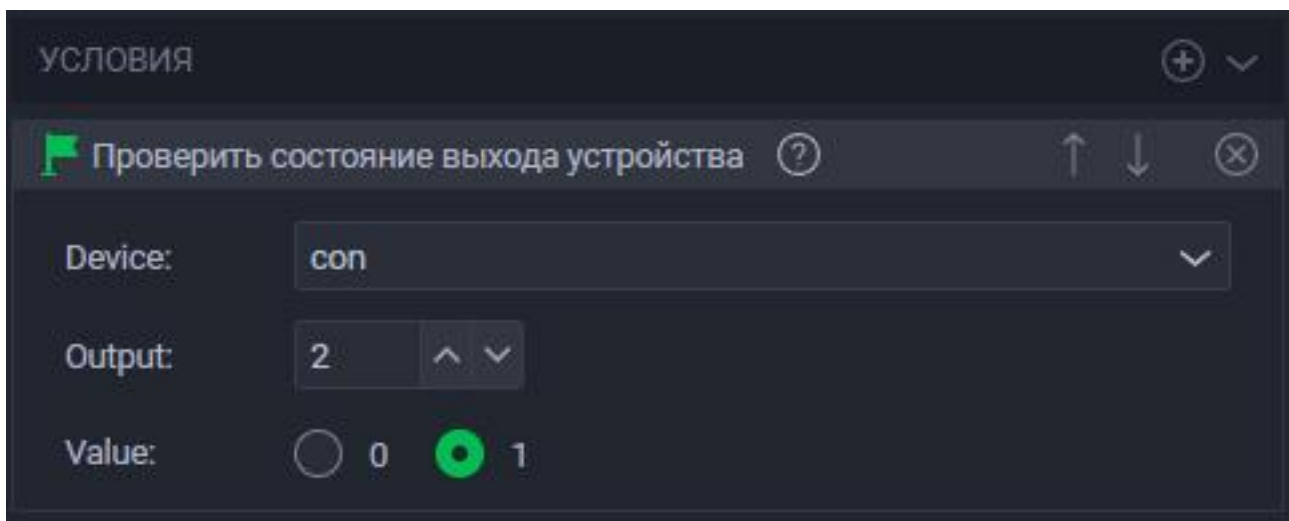 УСЛОВИЯ
Проверить состояние выхода устройства ?
Device: con
Output: 2
Value: 0 1